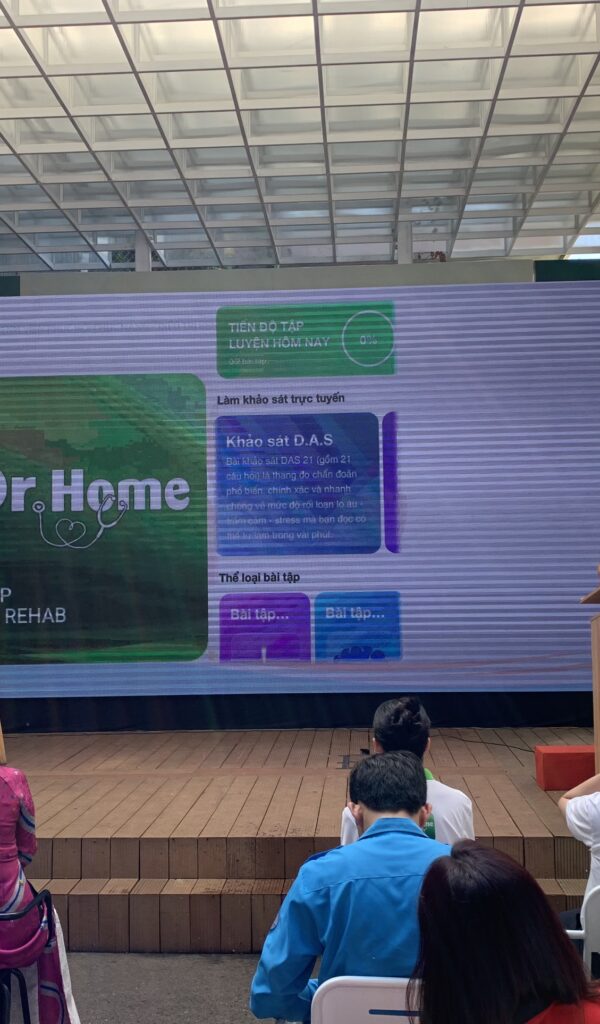 Dr. Home
P
REHAB
TIẾN ĐỘ TẬP
LUYỆN HÔM NAY
0%
Làm khảo sát trực tuyến
Khảo sát D.A.S
Bài khảo sát DAS 21 (gồm 21
câu hỏi) là thang đo chẩn đoán
phổ biến, chính xác và nhanh
chóng về mức độ rối loạn lo âu -
trầm cảm - stress mà bạn đọc có
thể tự làm trong vài phút.
Thể loại bài tập
Bài tập...
Bài tập...